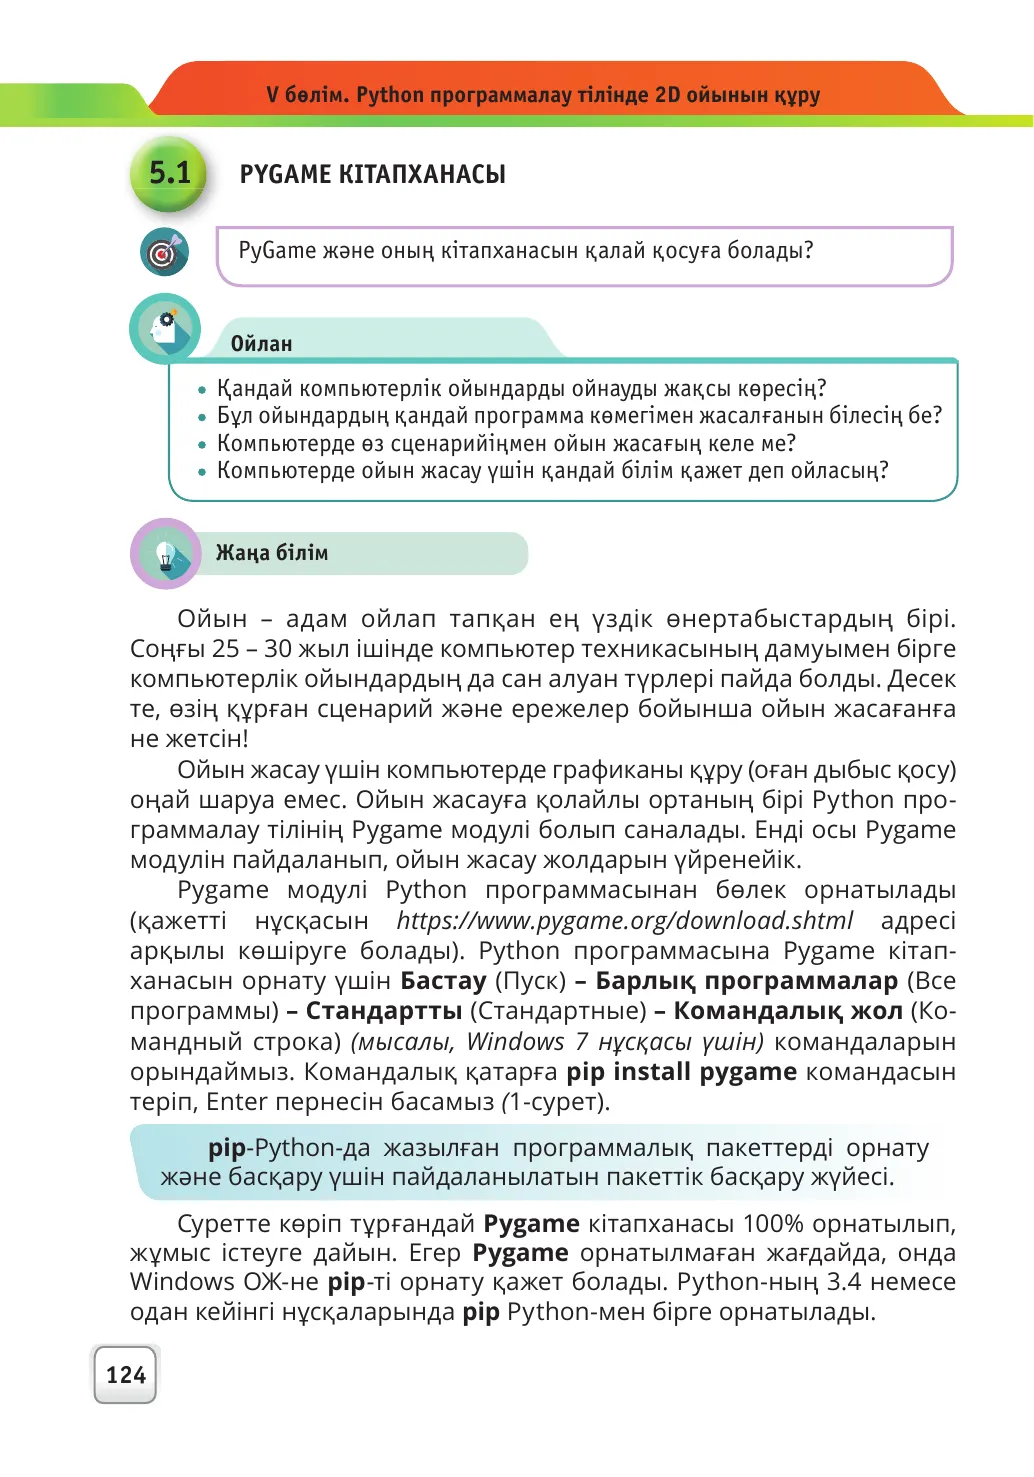 V бөлім. Python программалау тілінде 2D ойынын құру
5.1
PYGAME КІТАПХАНАСЫ
PyGame және оның кітапханасын қалай қосуға болады?
Ойлан
• Қандай компьютерлік ойындарды ойнауды жақсы көресің?
• Бұл ойындардың қандай программа көмегімен жасалғанын білесің бе?
• Компьютерде өз сценарийіңмен ойын жасағың келе ме?
• Компьютерде ойын жасау үшін қандай білім қажет деп ойласың?
Жаңа білім
Ойын – адам ойлап тапқан ең үздік өнертабыстардың бірі.
Соңғы 25 – 30 жыл ішінде компьютер техникасының дамуымен бірге
компьютерлік ойындардың да сан алуан түрлері пайда болды. Десек
те, өзің құрған сценарий және ережелер бойынша ойын жасағанға
не жетсін!
Ойын жасау үшін компьютерде графиканы құру (оған дыбыс қосу)
оңай шаруа емес. Ойын жасауға қолайлы ортаның бірі Python про-
граммалау тілінің Pygame модулі болып саналады. Енді осы Pygame
модулін пайдаланып, ойын жасау жолдарын үйренейік.
Pygame модулі Python программасынан бөлек орнатылады
(қажетті нұсқасын https://www.pygame.org/download.shtml адресі
арқылы көшіруге болады). Python программасына Pygame кітап-
ханасын орнату үшін Бастау (Пуск) – Барлық программалар (Все
программы) – Стандартты (Стандартные) – Командалық жол (Ко-
мандный строка) (мысалы, Windows 7 нұсқасы үшін) командаларын
орындаймыз. Командалық қатарға pip install pygame командасын
теріп, Enter пернесін басамыз (1-сурет).
pip-Python-да жазылған программалық пакеттерді орнату
және басқару үшін пайдаланылатын пакеттік басқару жүйесі.
Суретте көріп тұрғандай Pygame кітапханасы 100% орнатылып,
жұмыс істеуге дайын. Егер Pygame орнатылмаған жағдайда, онда
Windows ОЖ-не pip-ті орнату қажет болады. Python-ның 3.4 немесе
одан кейінгі нұсқаларында pip Python-мен бірге орнатылады.
124